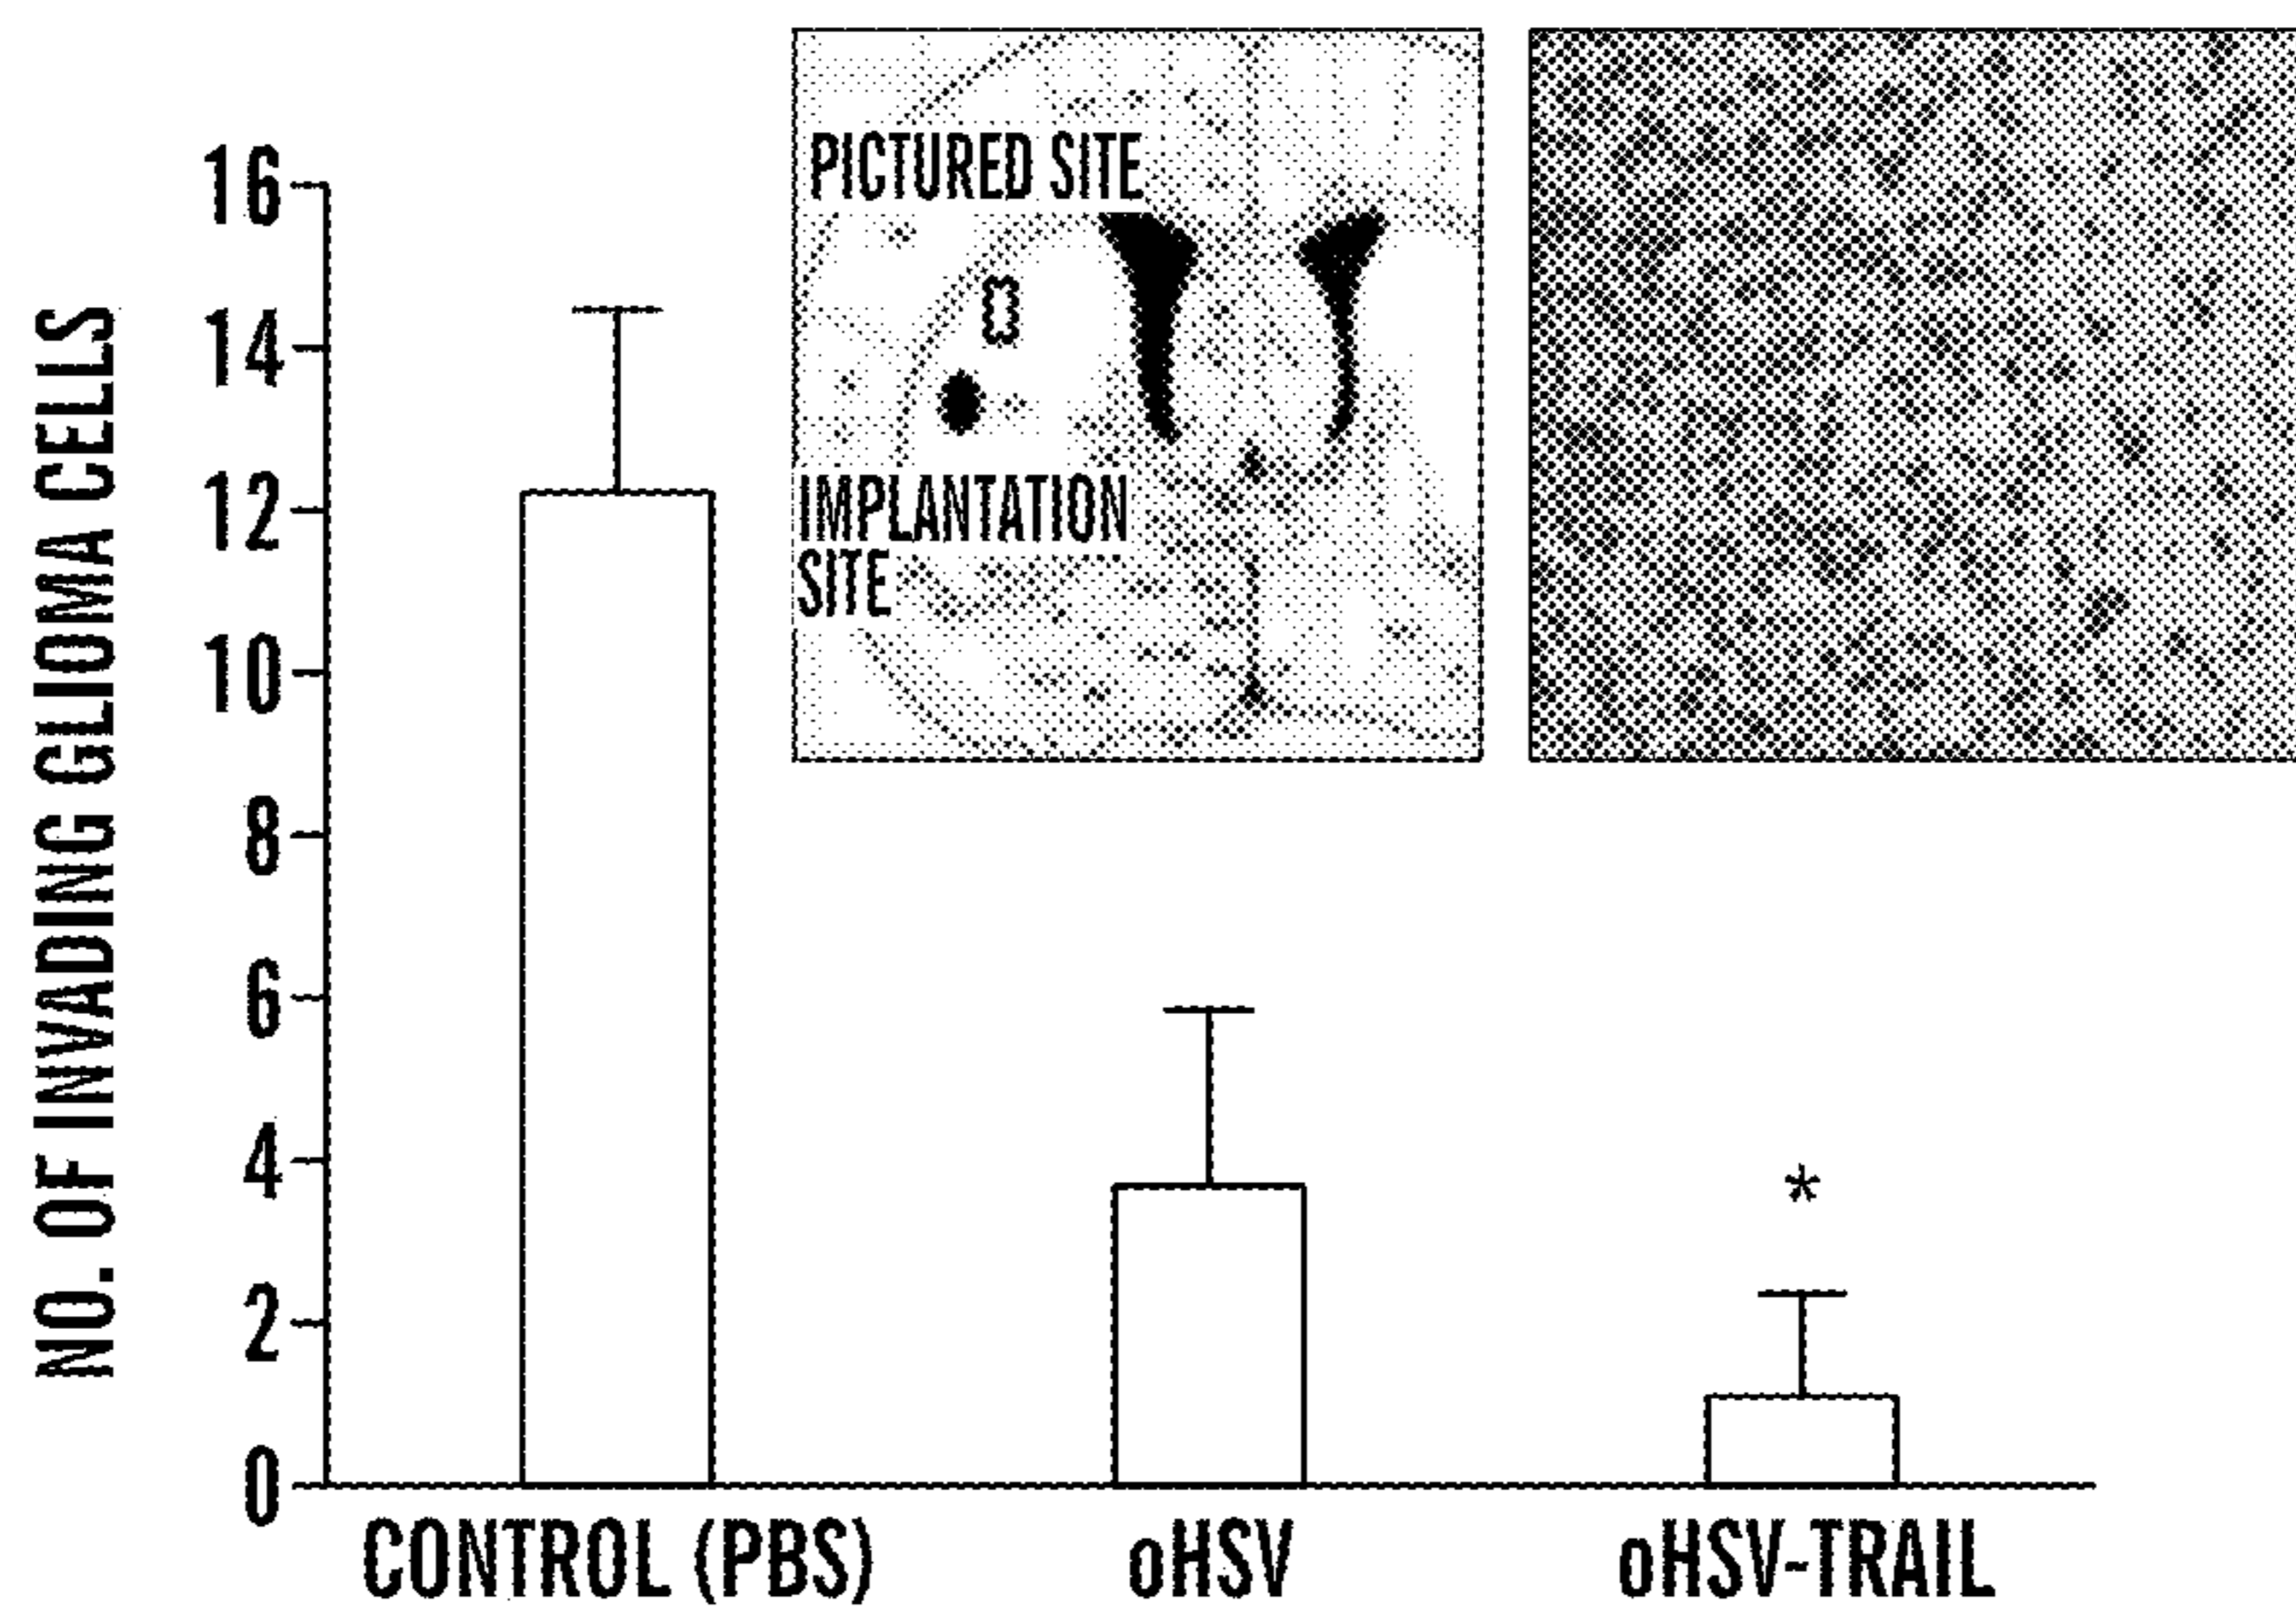 NO. OF INVADING GLIOMA CELLS
16
14
12
10
8
6
4
2
0
PICTURED SITE
IMPLANTATION
SITE
*
CONTROL (PBS)
oHSV
oHSV-TRAIL